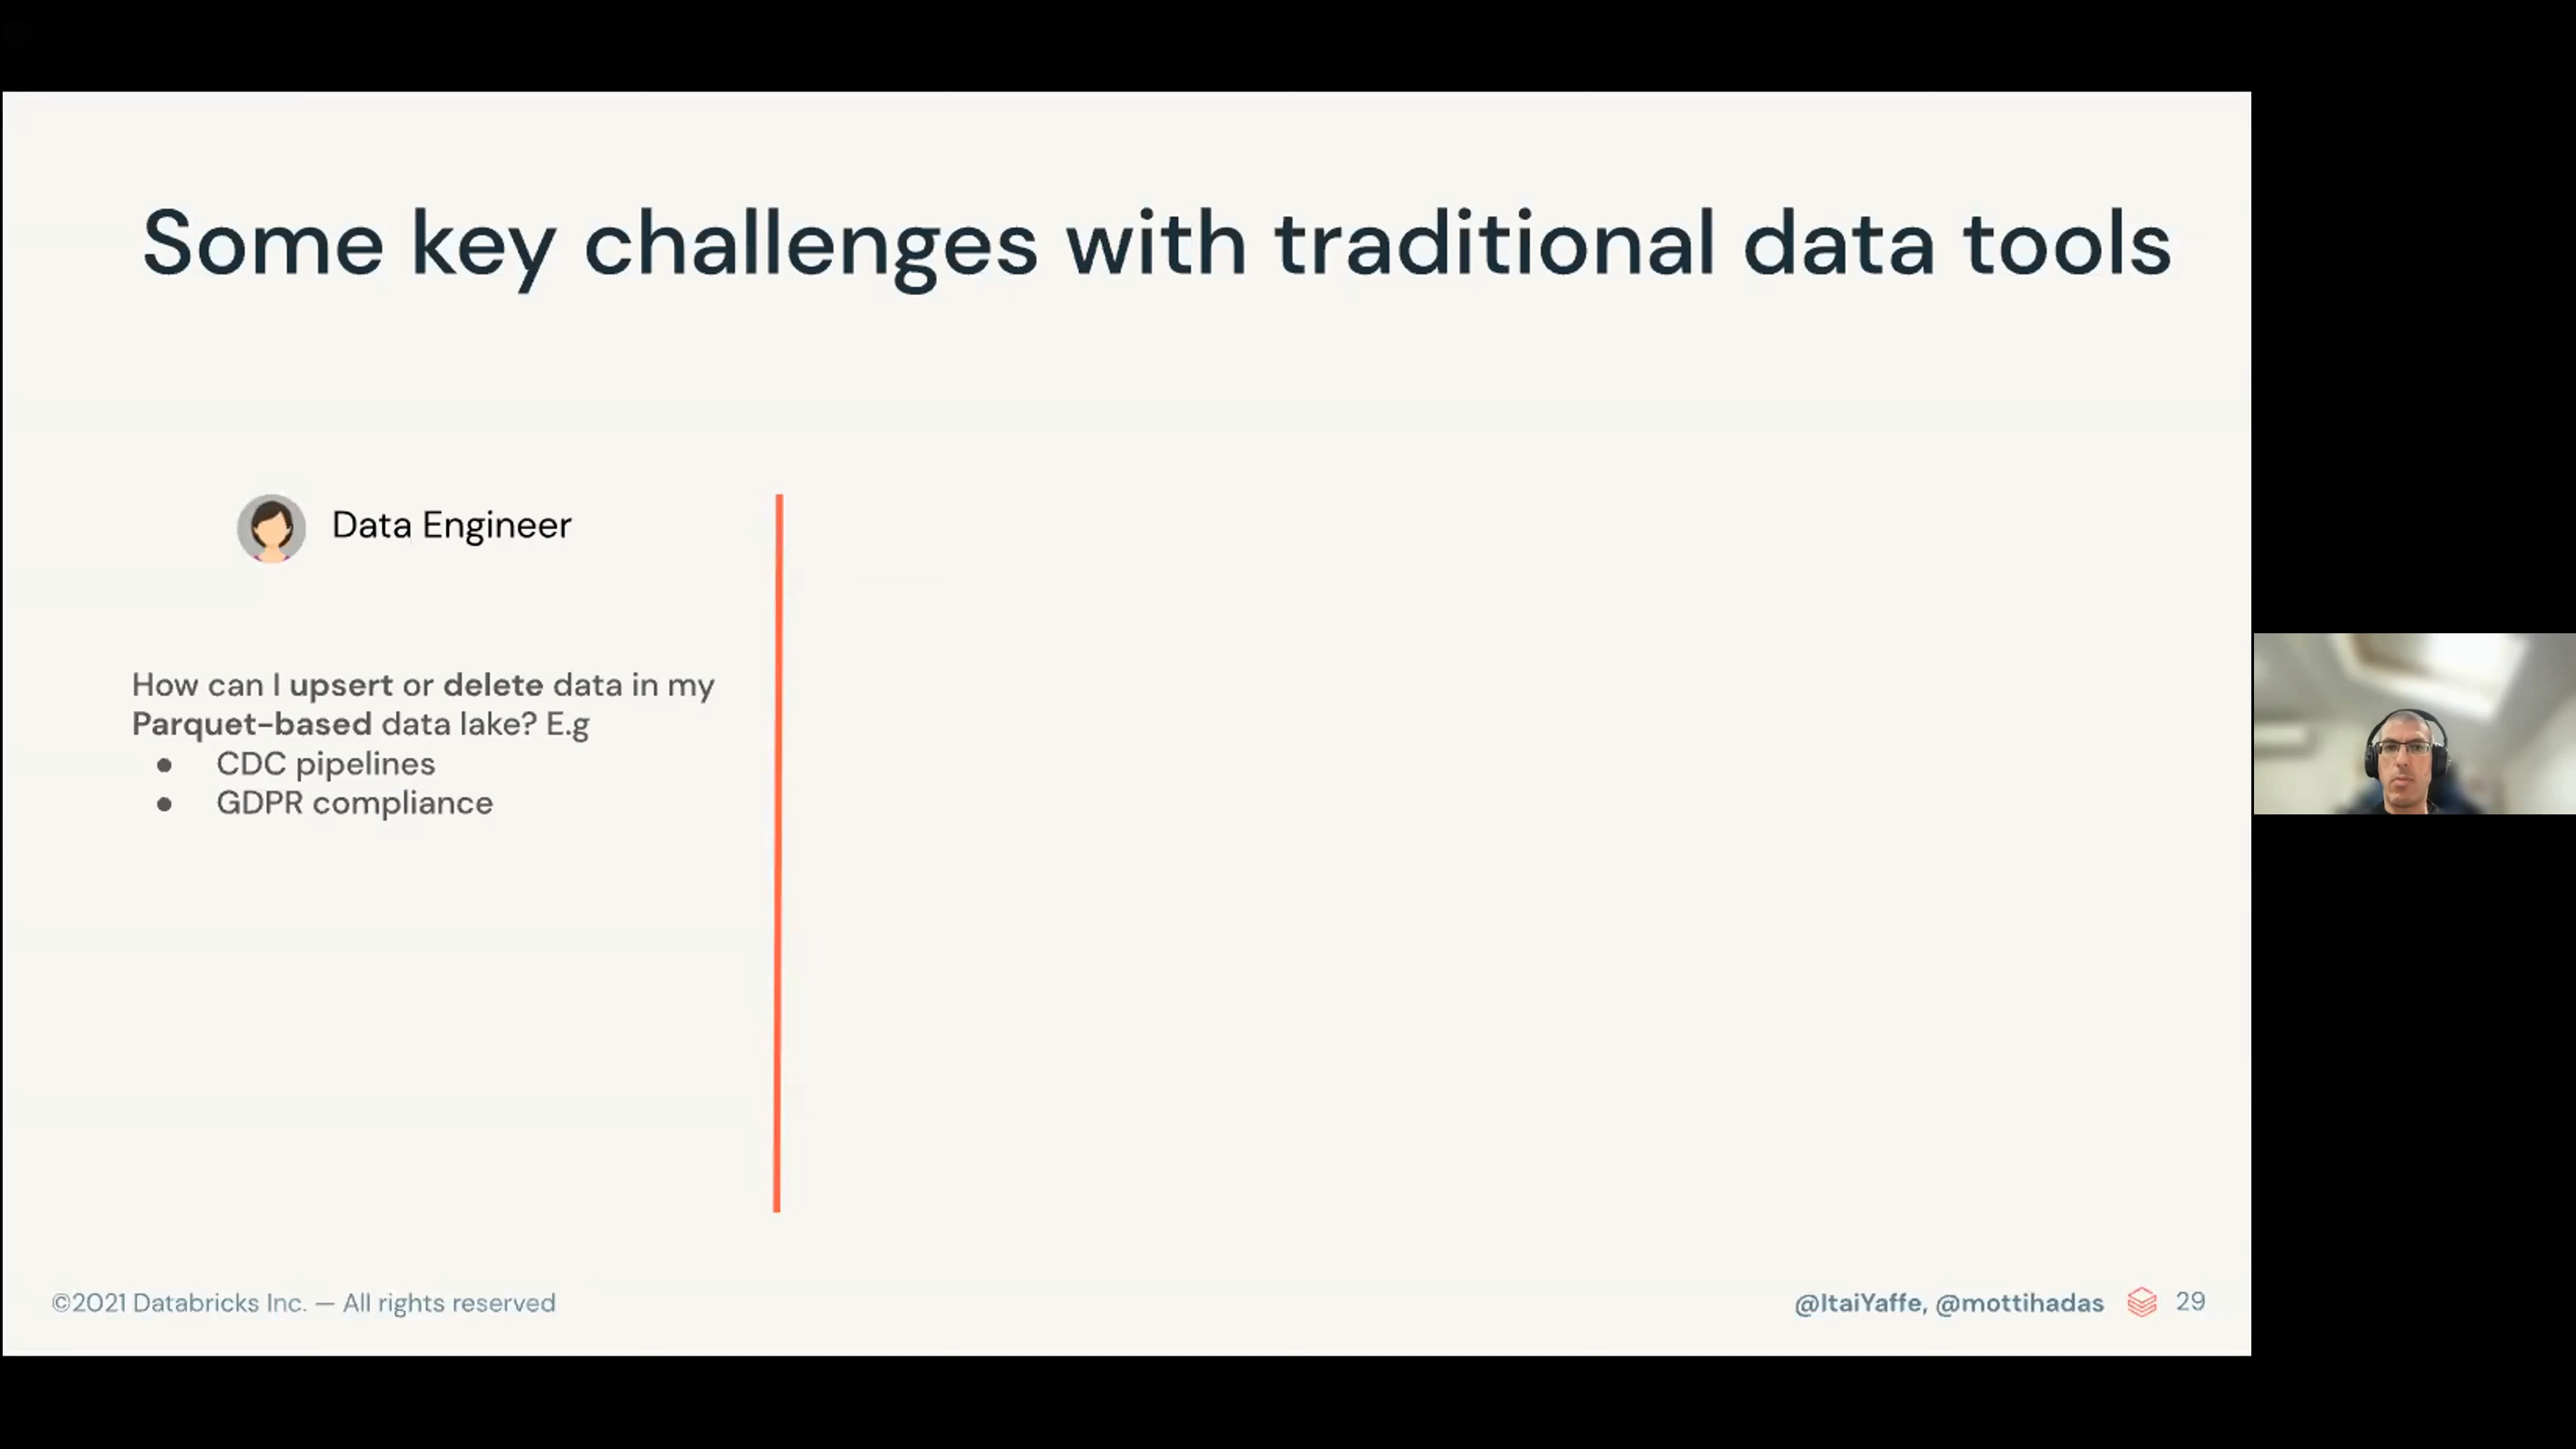 Some key challenges with traditional data tools
Data Engineer
How can I upsert or delete data in my
Parquet-based data lake? E.g
● CDC pipelines
● GDPR compliance
©2021 Databricks Inc. — All rights reserved
@ItaiYaffe, @mottihadas 29